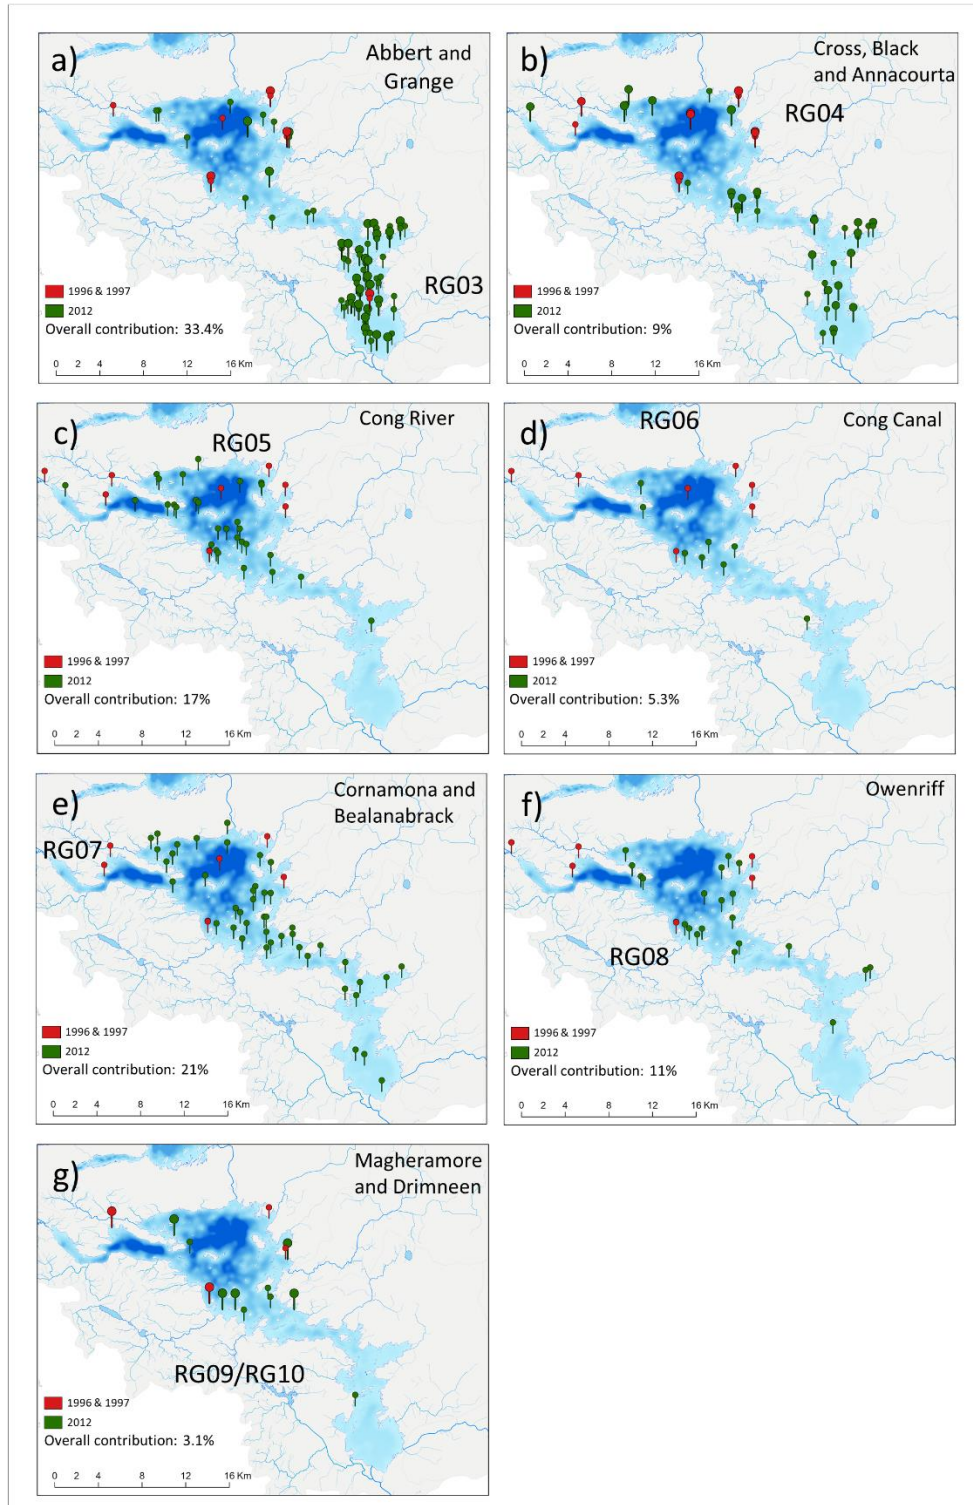 a)
Abbert and
Grange
RG03
1996 & 1997
2012
Overall contribution: 33.4%
0 4 8 12 16 Km
b)
Cross, Black
and Annacourta
RG04
1996 & 1997
2012
Overall contribution: 9%
0 2 4 8 12 16 Km
c)
Cong River
RG05
1996 & 1997
2012
Overall contribution: 17%
0 2 4 8 12 16 Km
d)
RG06
Cong Canal
1996 & 1997
2012
Overall contribution: 5.3%
0 2 4 8 12 16 Km
e)
Cornamona and
Bealanabrack
RG07
1996 & 1997
2012
Overall contribution: 21%
0 2 4 8 12 16 Km
f)
Owenriff
RG08
1996 & 1997
2012
Overall contribution: 11%
0 2 4 8 12 16 Km
g)
Magheramore
and Drimneen
RG09/RG10
1996 & 1997
2012
Overall contribution: 3.1%
0 2 4 8 12 16 Km